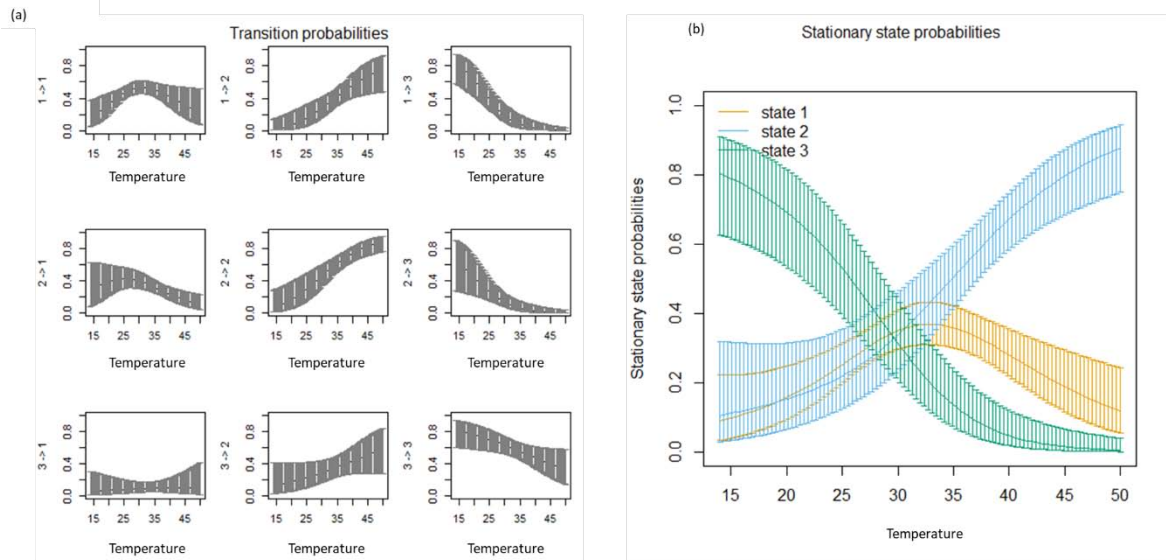 (a)
Transition probabilities
1 -> 1
0.0 0.4 0.8
15 25 35 45
Temperature
1 -> 2
0.0 0.4 0.8
15 25 35 45
Temperature
1 -> 3
0.0 0.4 0.8
15 25 35 45
Temperature
2 -> 1
0.0 0.4 0.8
15 25 35 45
Temperature
2 -> 2
0.0 0.4 0.8
15 25 35 45
Temperature
2 -> 3
0.0 0.4 0.8
15 25 35 45
Temperature
3 -> 1
0.0 0.4 0.8
15 25 35 45
Temperature
3 -> 2
0.0 0.4 0.8
15 25 35 45
Temperature
3 -> 3
0.0 0.4 0.8
15 25 35 45
Temperature
(b)
Stationary state probabilities
state 1
state 2
state 3
Stationary state probabilities
0.0 0.2 0.4 0.6 0.8 1.0
15 20 25 30 35 40 45 50
Temperature